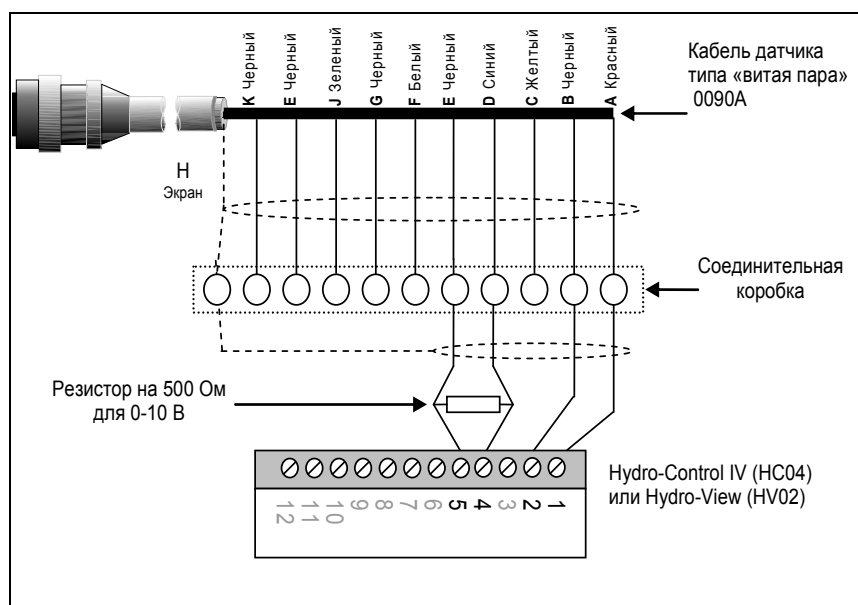 K Черный
E Черный
J Зеленый
G Черный
F Белый
E Черный
D Синий
C Желтый
B Черный
A Красный
Кабель датчика
типа «витая пара»
0090A
H
Экран
Соединительная
коробка
Резистор на 500 Ом
для 0-10 В
Hydro-Control IV (HC04)
или Hydro-View (HV02)
12 11 10 9 8 7 6 5 4 3 2 1